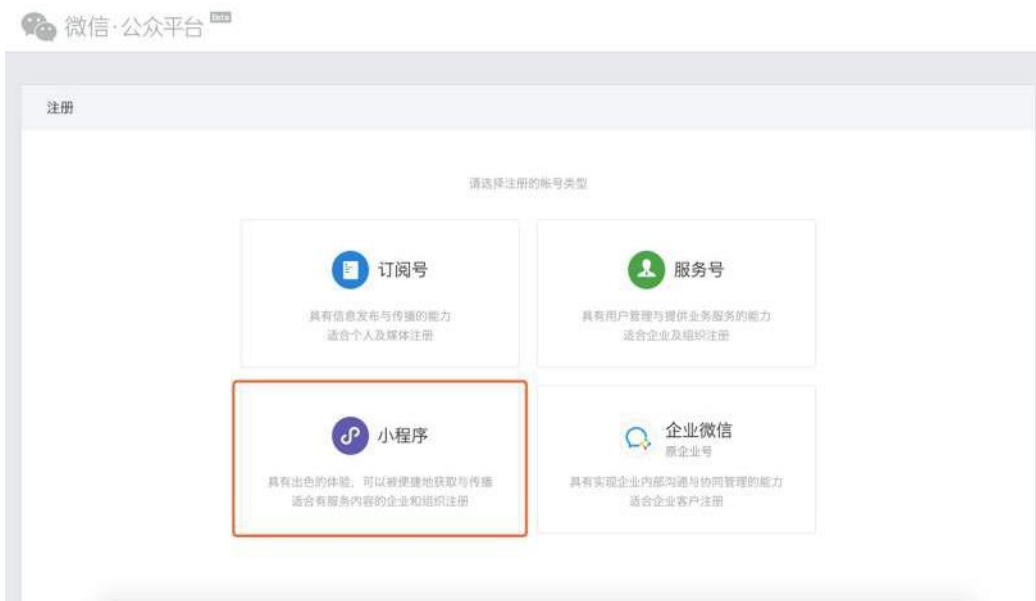 微信·公众平台 Beta
注册
请选择注册的帐号类型
订阅号
具有信息发布与传播的能力
适合个人及媒体注册
服务号
具有用户管理与提供业务服务的能力
适合企业及组织注册
小程序
具有出色的体验，可以被便捷地获取与传播
适合有服务内容的企业和组织注册
企业微信
原企业号
具有实现企业内部沟通与协同管理的能力
适合企业客户注册